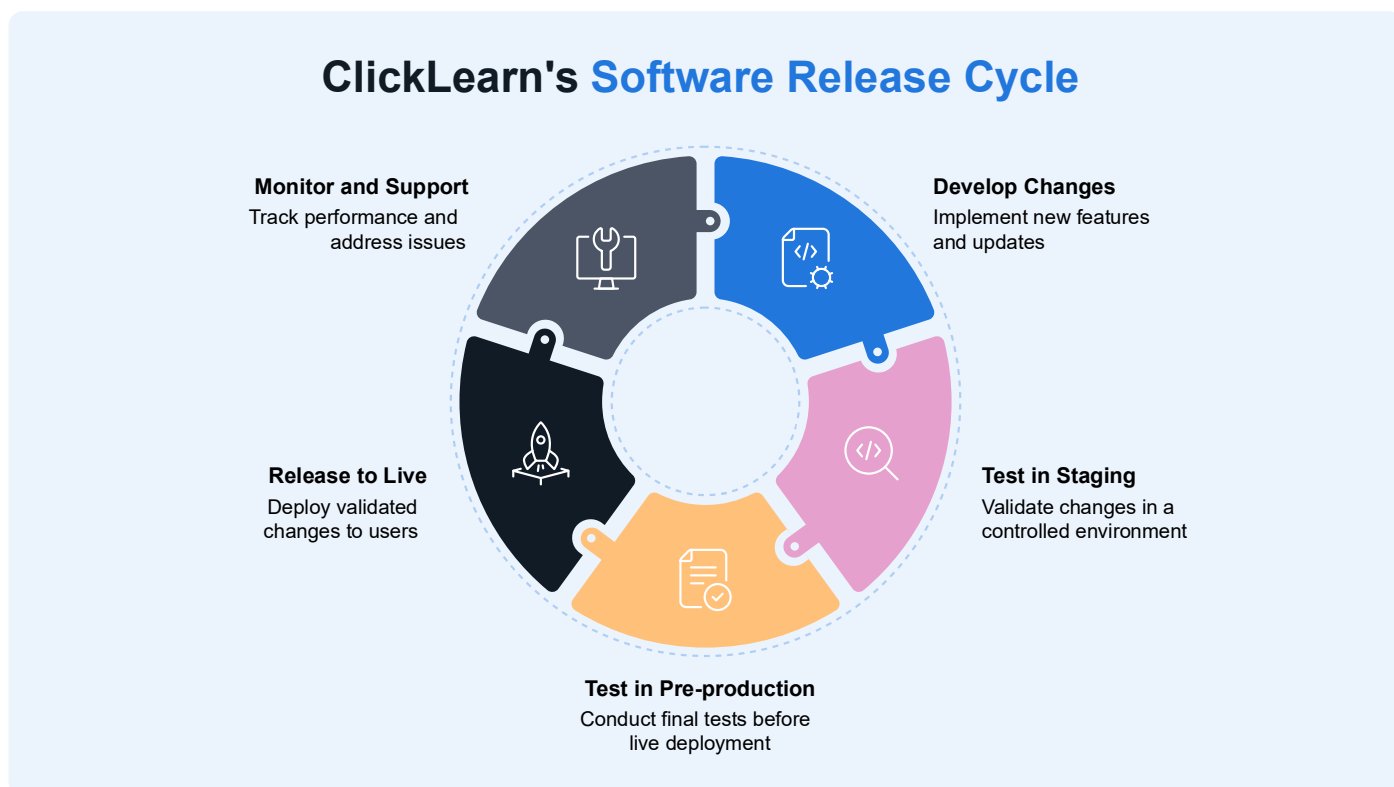 ClickLearn's Software Release Cycle
Develop Changes
Implement new features
and updates
Test in Staging
Validate changes in a
controlled environment
Test in Pre-production
Conduct final tests before
live deployment
Release to Live
Deploy validated
changes to users
Monitor and Support
Track performance and
address issues